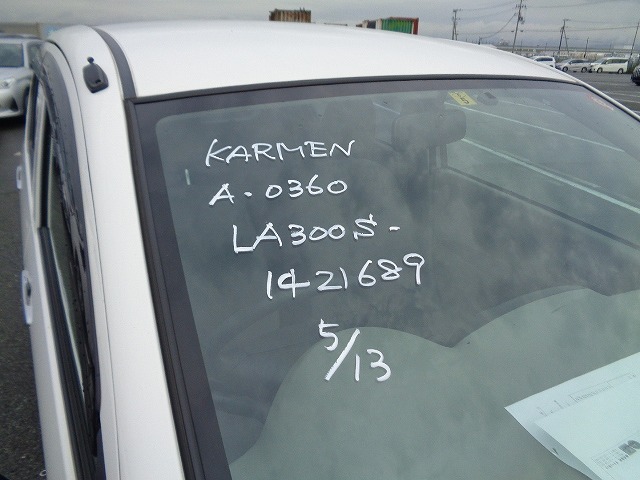 KARMEN
A-0360
LA300S-
1421689
5/13